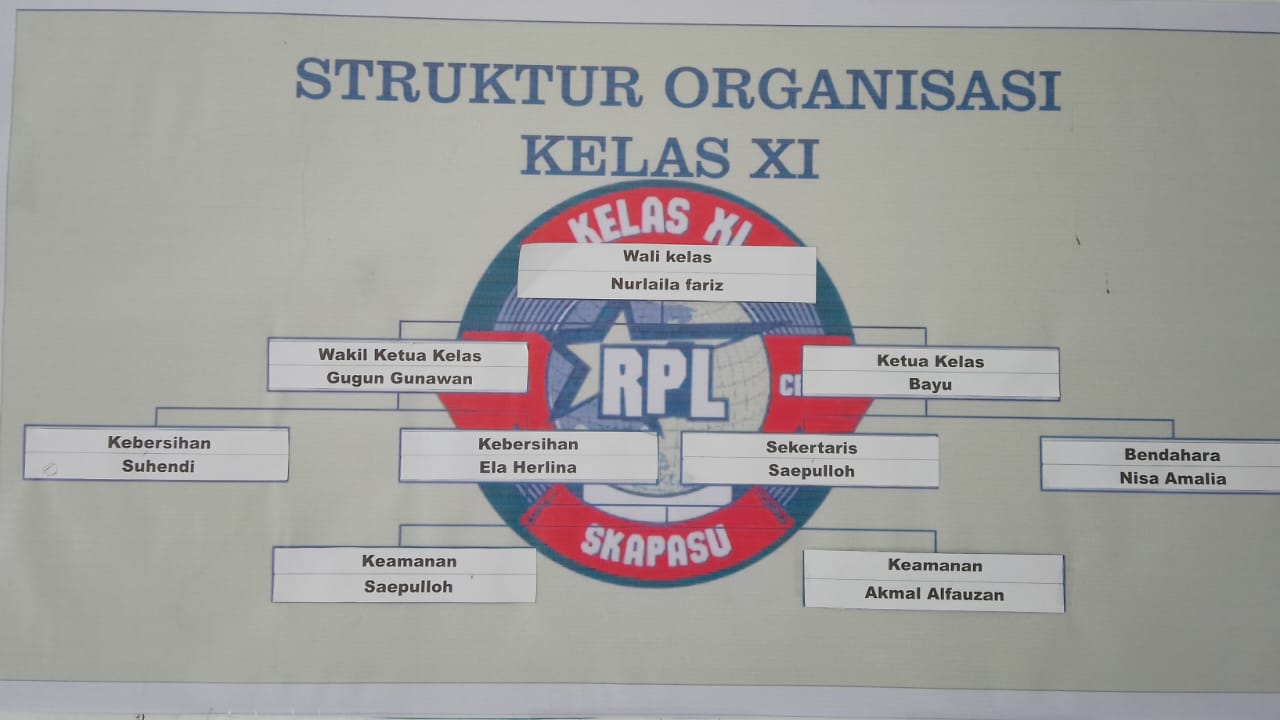 STRUKTUR ORGANISASI
KELAS XI
KELAS XI
Wali kelas
Nurlaila fariz
RPL
Wakil Ketua Kelas
Gugun Gunawan
Ketua Kelas
Bayu
Kebersihan
Suhendi
Kebersihan
Ela Herlina
Sekertaris
Saepulloh
Bendahara
Nisa Amalia
SKAPASU
Keamanan
Saepulloh
Keamanan
Akmal Alfauzan